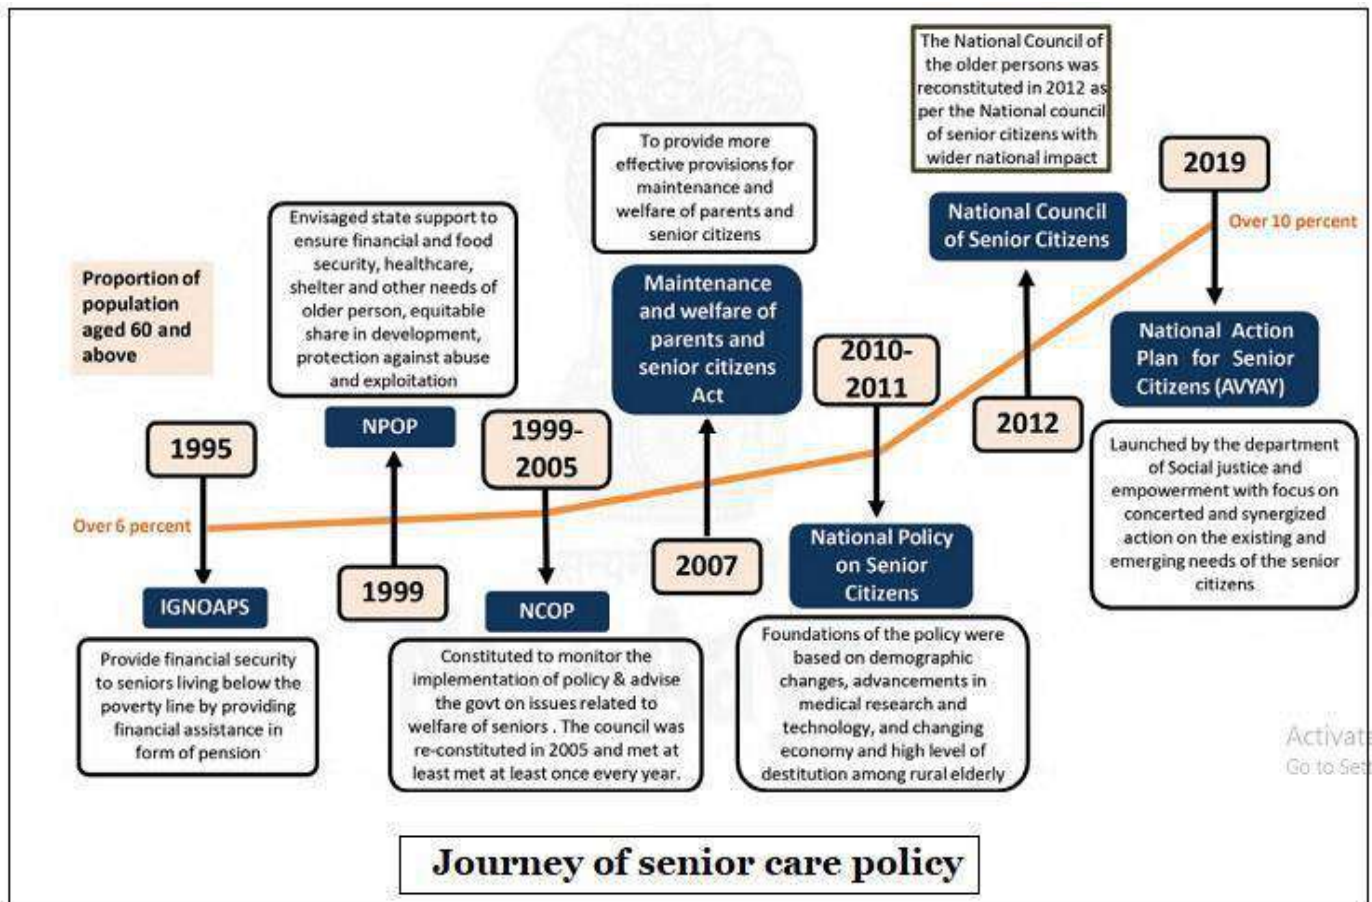 The National Council of
the older persons was
reconstituted in 2012 as
per the National council
of senior citizens with
wider national impact
To provide more
effective provisions for
maintenance and
welfare of parents and
senior citizens
2019
Envisaged state support to
ensure financial and food
security, healthcare,
shelter and other needs of
older person, equitable
share in development,
protection against abuse
and exploitation
National Council
of Senior Citizens
Over 10 percent
Proportion of
population
aged 60 and
above
Maintenance
and welfare of
parents and
senior citizens
Act
2010-
2011
National Action
Plan for Senior
Citizens (AVYAY)
NPOP
1999-
2005
2012
1995
Launched by the department
of Social justice and
empowerment with focus on
concerted and synergized
action on the existing and
emerging needs of the senior
citizens
Over 6 percent
1999
2007
National Policy
on Senior
Citizens
IGNOAPS
NCOP
Provide financial security
to seniors living below the
poverty line by providing
financial assistance in
form of pension
Constituted to monitor the
implementation of policy & advise
the govt on issues related to
welfare of seniors . The council was
re-constituted in 2005 and met at
least met at least once every year.
Foundations of the policy were
based on demographic
changes, advancements in
medical research and
technology, and changing
economy and high level of
destitution among rural elderly
Activat
Go to Set
Journey of senior care policy